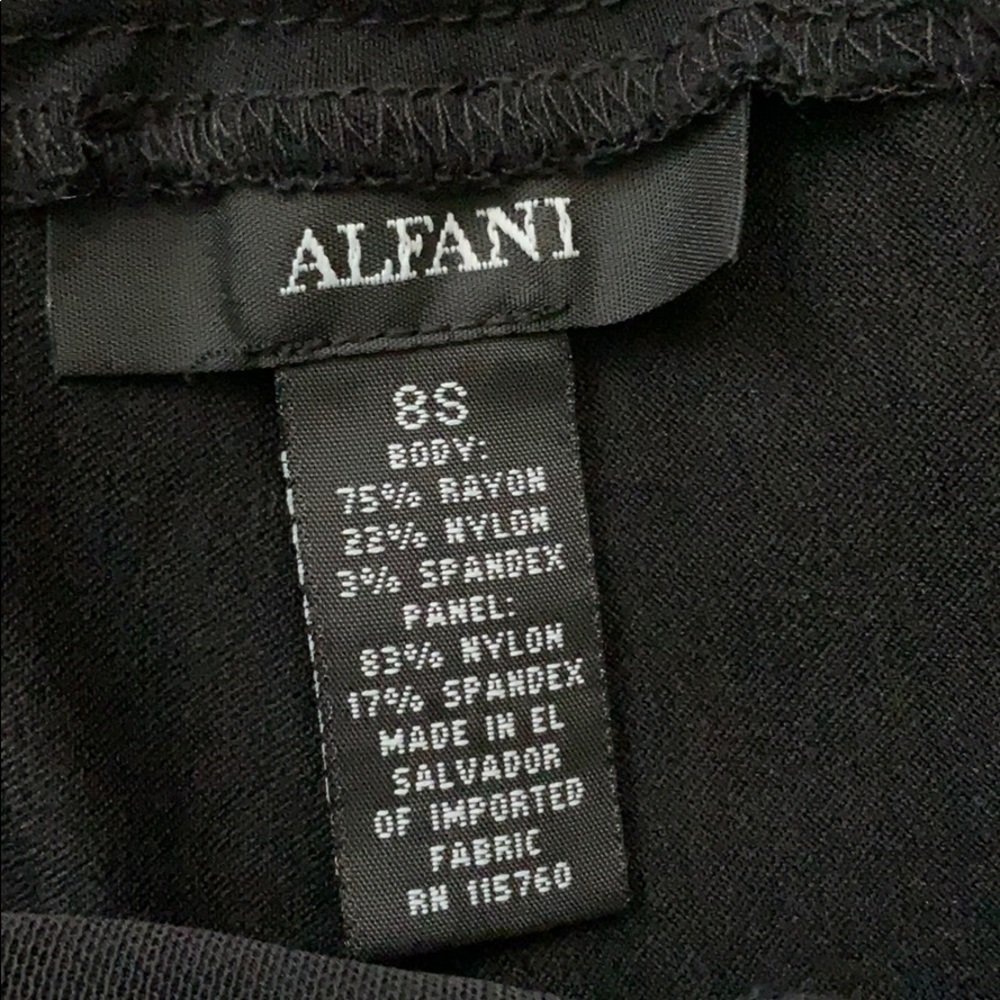 ALFANI
8S
BODY:
75% RAYON
22% NYLON
3% SPANDEX
PANEL:
83% NYLON
17% SPANDEX
MADE IN EL
SALVADOR
OF IMPORTED
FABRIC
RN 115760